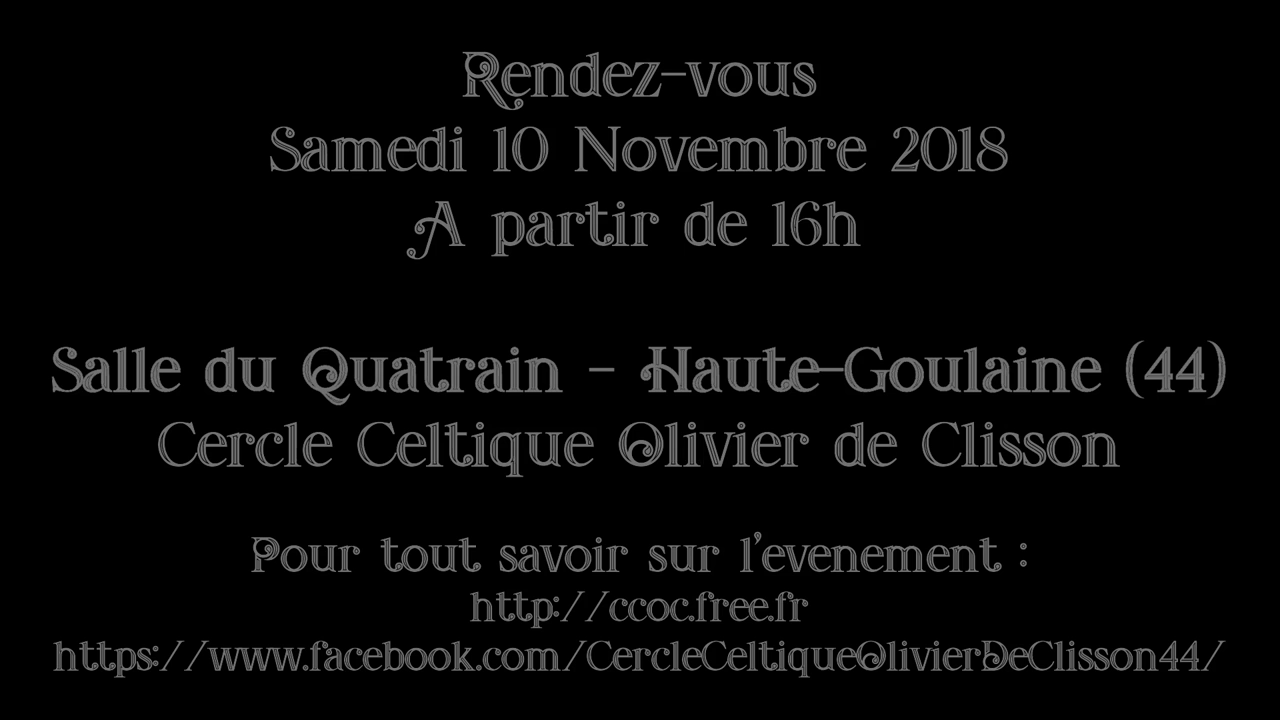 Rendez-vous
Samedi 10 Novembre 2018
A partir de 16h
Salle du Quatrain - Haute-Goulaine (44)
Cercle Celtique Olivier de Clisson
Pour tout savoir sur l'evenement :
http://ccoc.free.fr
https://www.facebook.com/CercleCeltiqueOlivierDeClisson44/